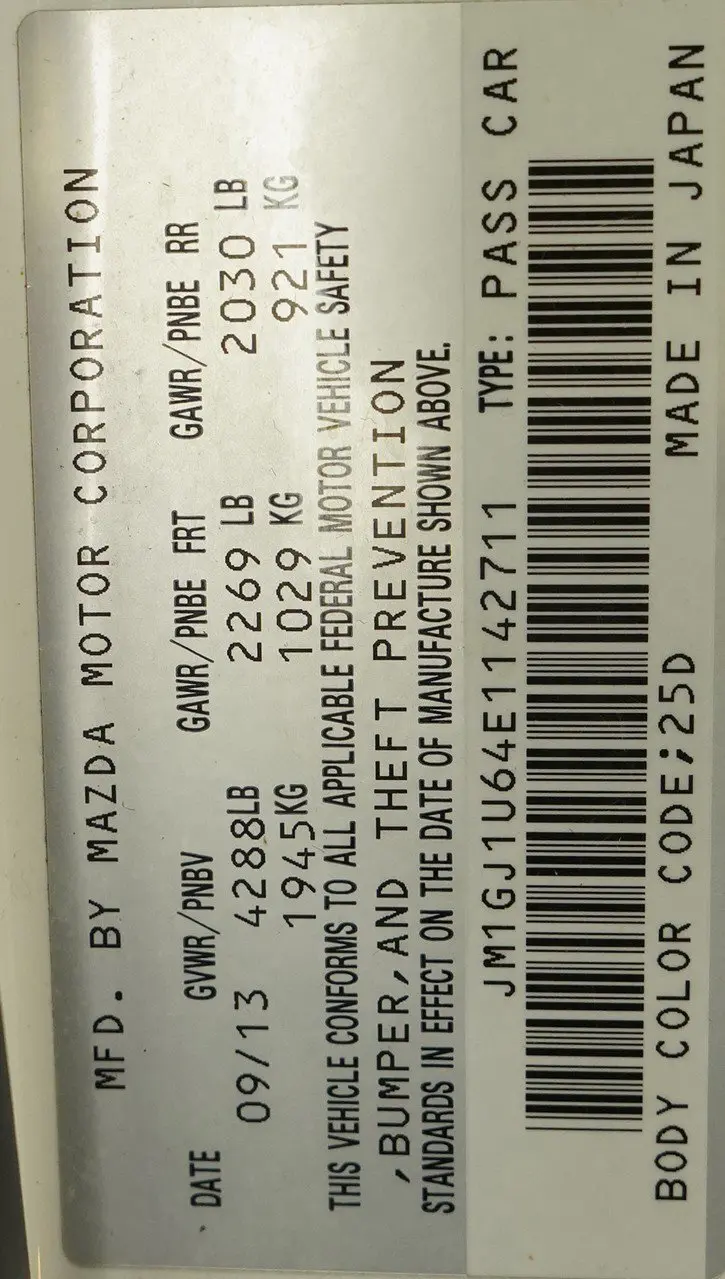 MFD. BY MAZDA MOTOR CORPORATION
DATE GVWR/PNBV GAWR/PNBE FRT GAWR/PNBE RR
09/13 4288LB 2269 LB 2030 LB
1945KG 1029 KG 921 KG
THIS VEHICLE CONFORMS TO ALL APPLICABLE FEDERAL MOTOR VEHICLE SAFETY
,BUMPER,AND THEFT PREVENTION
STANDARDS IN EFFECT ON THE DATE OF MANUFACTURE SHOWN ABOVE.
JM1GJ1U64E1142711 TYPE: PASS CAR
BODY COLOR CODE;25D MADE IN JAPAN